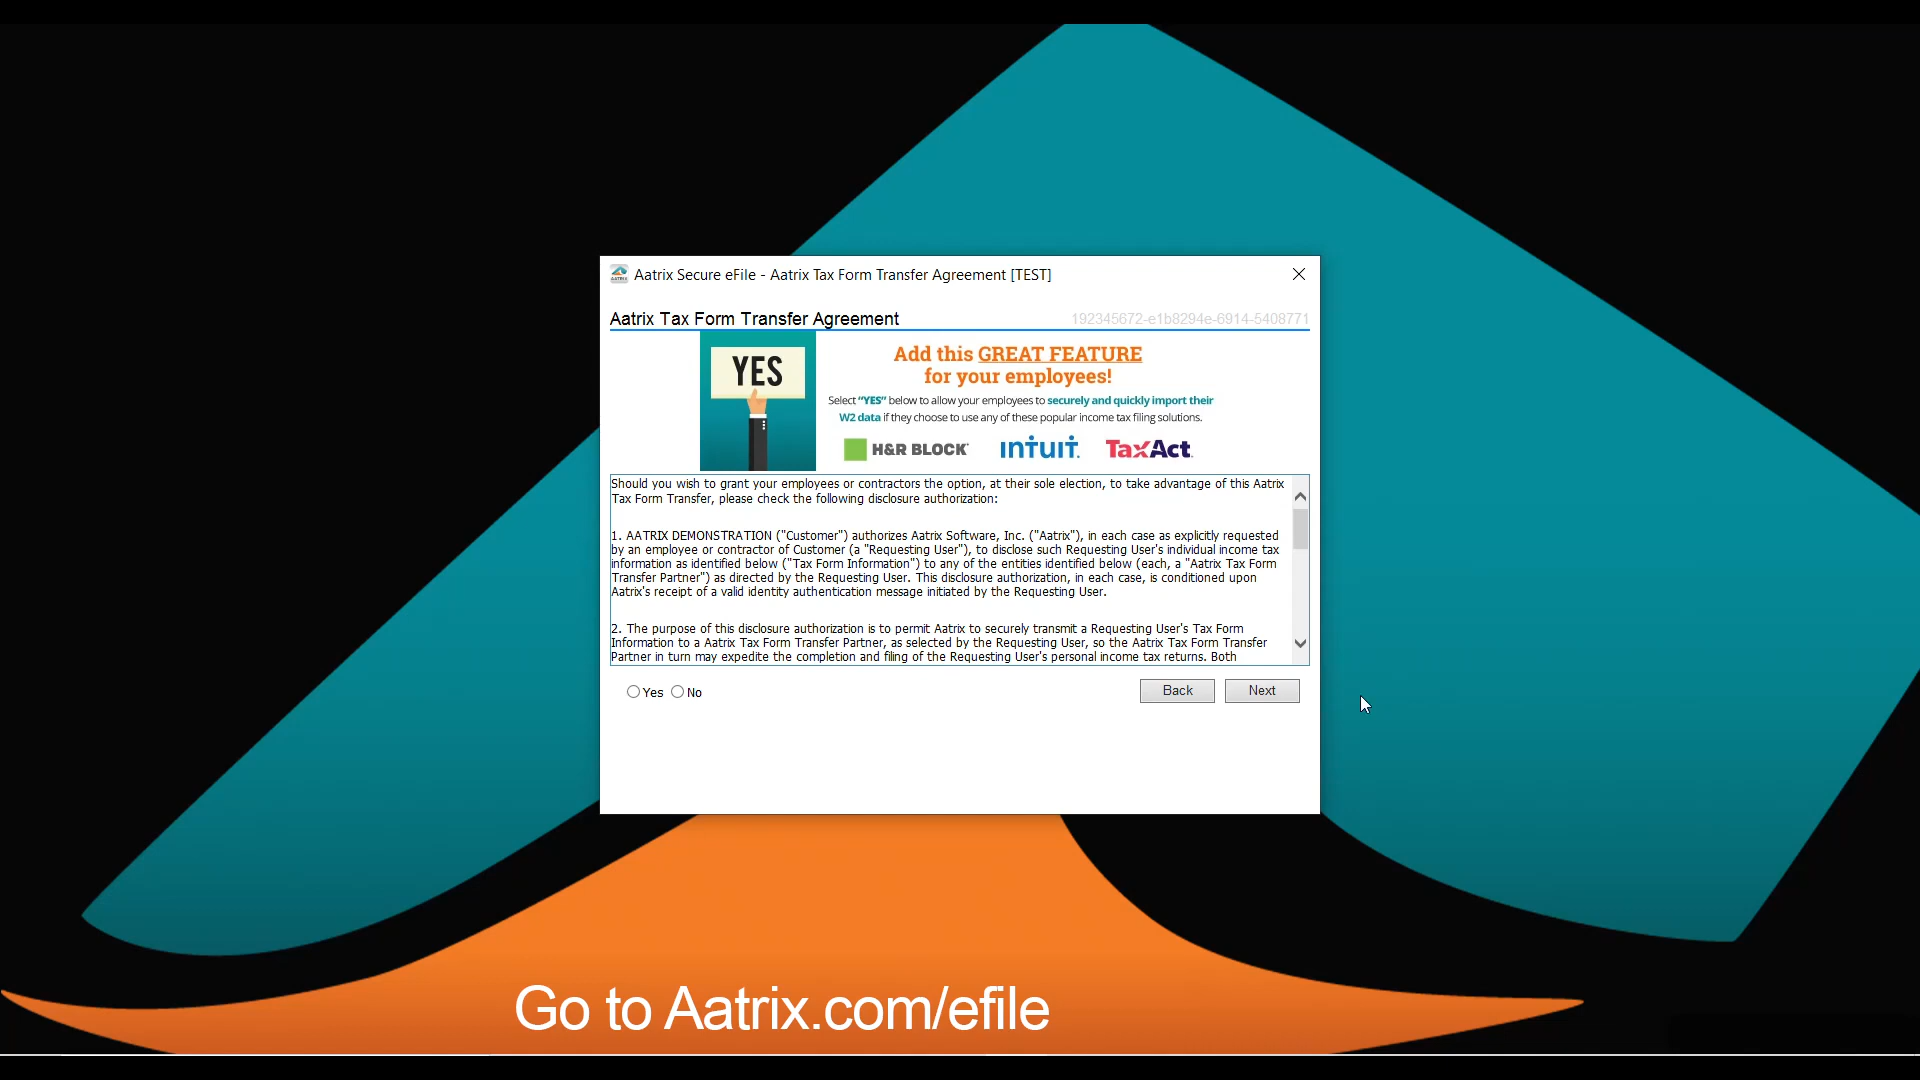 Aatrix Secure eFile - Aatrix Tax Form Transfer Agreement [TEST]
Aatrix Tax Form Transfer Agreement
192345672-e1b8294e-6914-5408771
YES
Add this GREAT FEATURE
for your employees!
Select “YES” below to allow your employees to securely and quickly import their
W2 data if they choose to use any of these popular income tax filing solutions.
H&R BLOCK
intuit
TaxAct
Should you wish to grant your employees or contractors the option, at their sole election, to take advantage of this Aatrix
Tax Form Transfer, please check the following disclosure authorization:
1. AATRIX DEMONSTRATION ("Customer") authorizes Aatrix Software, Inc. ("Aatrix"), in each case as explicitly requested
by an employee or contractor of Customer (a "Requesting User"), to disclose such Requesting User's individual income tax
information as identified below ("Tax Form Information") to any of the entities identified below (each, a "Aatrix Tax Form
Transfer Partner") as directed by the Requesting User. This disclosure authorization, in each case, is conditioned upon
Aatrix's receipt of a valid identity authentication message initiated by the Requesting User.
2. The purpose of this disclosure authorization is to permit Aatrix to securely transmit a Requesting User's Tax Form
Information to a Aatrix Tax Form Transfer Partner, as selected by the Requesting User, so the Aatrix Tax Form Transfer
Partner in turn may expedite the completion and filing of the Requesting User's personal income tax returns. Both
Yes No
Back
Next
Go to Aatrix.com/efile